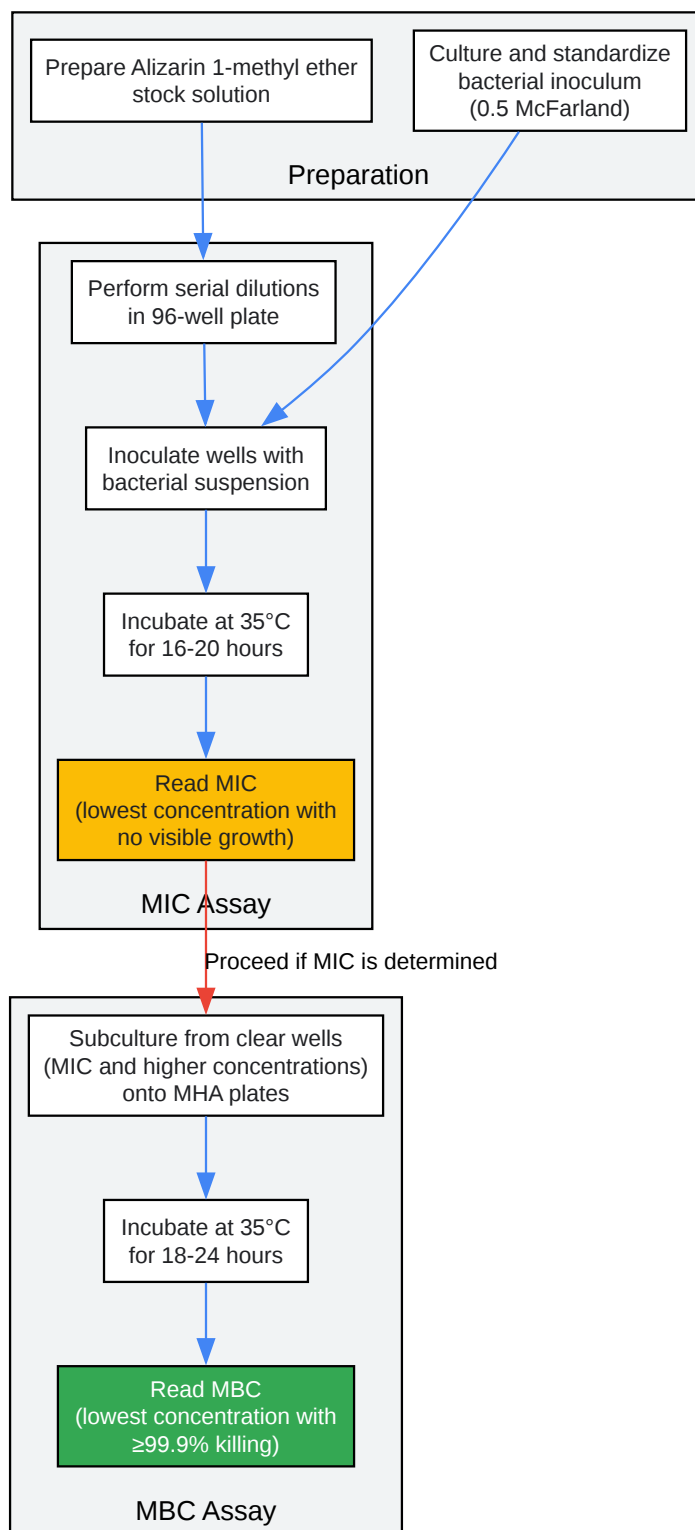 Prepare Alizarin 1-methyl ether
stock solution
Culture and standardize
bacterial inoculum
(0.5 McFarland)
Preparation
Perform serial dilutions
in 96-well plate
Inoculate wells with
bacterial suspension
Incubate at 35°C
for 16-20 hours
Read MIC
(lowest concentration with
no visible growth)
MIC Assay
Proceed if MIC is determined
Subculture from clear wells
(MIC and higher concentrations)
onto MHA plates
Incubate at 35°C
for 18-24 hours
Read MBC
(lowest concentration with
≥99.9% killing)
MBC Assay